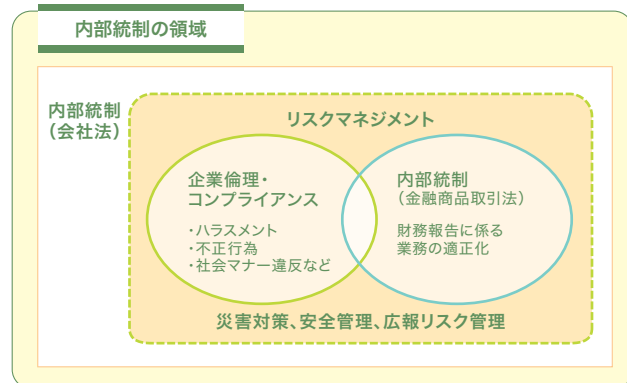 内部統制の領域
内部統制
（会社法）
リスクマネジメント
企業倫理・
コンプライアンス
・ハラスメント
・不正行為
・社会マナー違反など
内部統制
（金融商品取引法）
財務報告に係る
業務の適正化
災害対策、安全管理、広報リスク管理